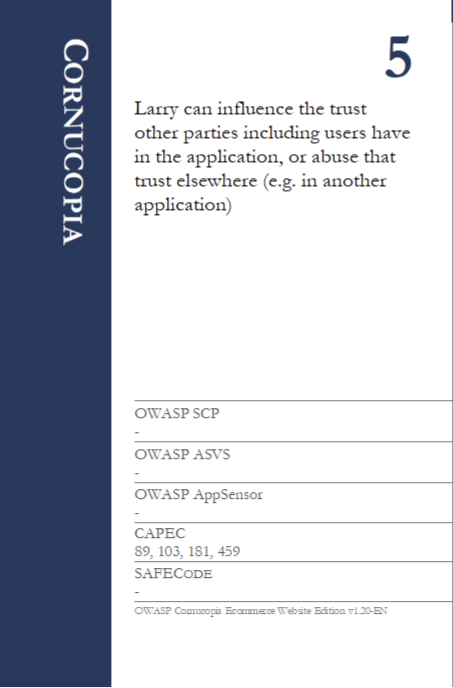 CORNUCOPIA
5
Larry can influence the trust
other parties including users have
in the application, or abuse that
trust elsewhere (e.g. in another
application)
OWASP SCP
-
OWASP ASVS
-
OWASP AppSensor
-
CAPEC
89, 103, 181, 459
SAFECODE
-
OWASP Cornucopia Ecommerce Website Edition v1.20-EN